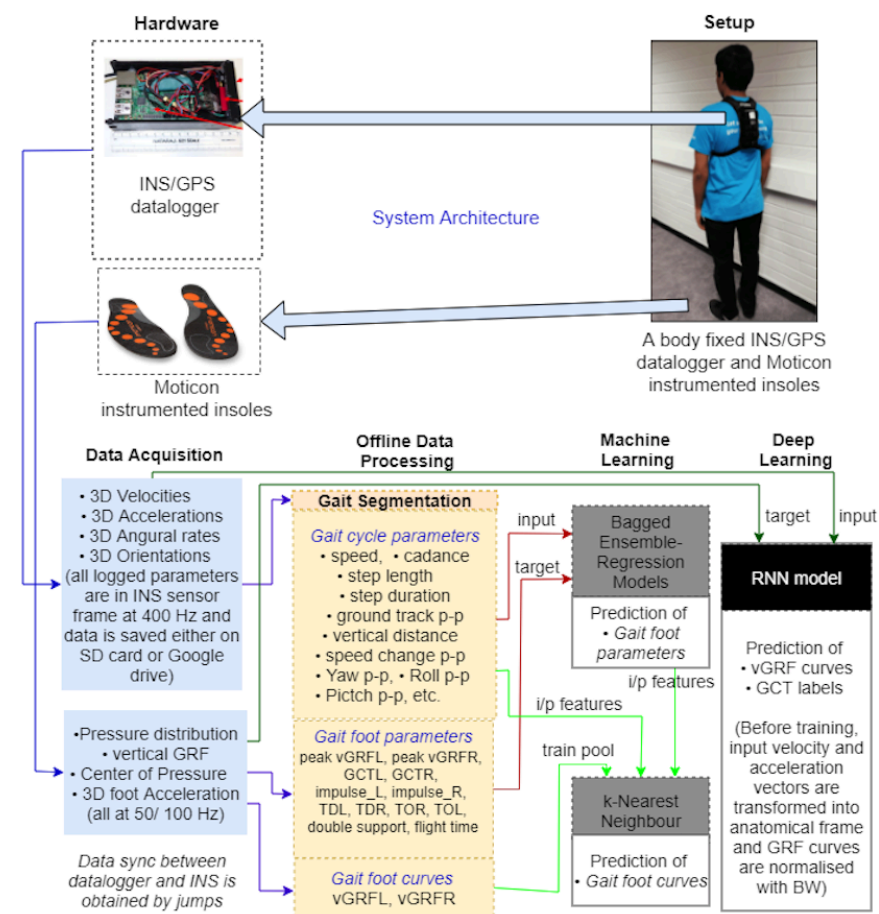 Hardware
Setup
INS/GPS
datalogger
System Architecture
Moticon
instrumented insoles
A body fixed INS/GPS
datalogger and Moticon
instrumented insoles
Data Acquisition
Offline Data
Processing
Machine
Learning
Deep
Learning
• 3D Velocities
• 3D Accelerations
• 3D Angural rates
• 3D Orientations
(all logged parameters
are in INS sensor
frame at 400 Hz and
data is saved either on
SD card or Google
drive)
•Pressure distribution
• vertical GRF
• Center of Pressure
• 3D foot Acceleration
(all at 50/ 100 Hz)
Data sync between
datalogger and INS is
obtained by jumps
Gait Segmentation
Gait cycle parameters
• speed, • cadance
• step length
• step duration
• ground track p-p
• vertical distance
• speed change p-p
• Yaw p-p, • Roll p-p
• Pictch p-p, etc.
Gait foot parameters
peak vGRFL, peak vGRFR,
GCTL, GCTR,
impulse_L, impulse_R,
TDL, TDR, TOR, TOL,
double support, flight time
Gait foot curves
vGRFL, vGRFR
input
target
i/p features
train pool
Bagged
Ensemble-
Regression
Models
Prediction of
• Gait foot
parameters
i/p features
k-Nearest
Neighbour
Prediction of
• Gait foot curves
target
input
RNN model
Prediction of
• vGRF curves
• GCT labels
(Before training,
input velocity and
acceleration
vectors are
transformed into
anatomical frame
and GRF curves
are normalised
with BW)